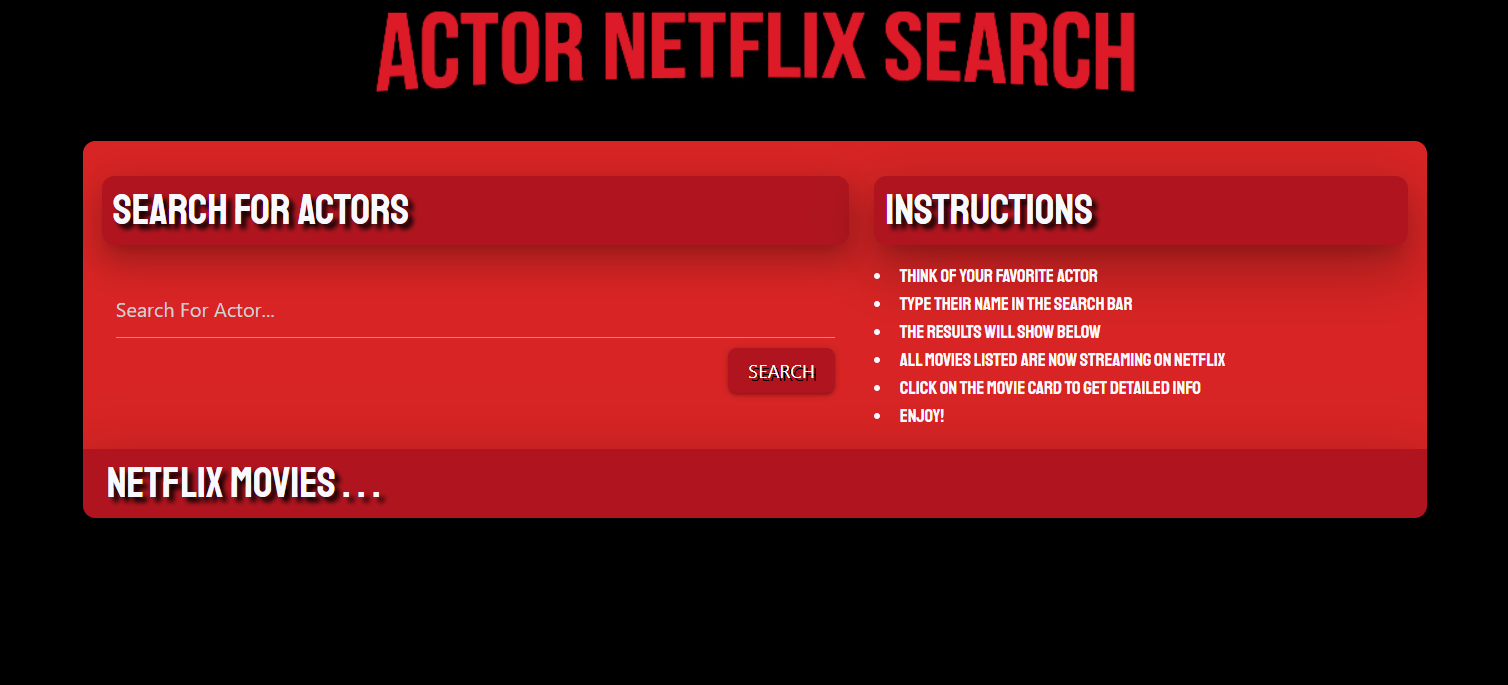 ACTOR NETFLIX SEARCH
SEARCH FOR ACTORS
Search For Actor...
SEARCH
INSTRUCTIONS
• THINK OF YOUR FAVORITE ACTOR
• TYPE THEIR NAME IN THE SEARCH BAR
• THE RESULTS WILL SHOW BELOW
• ALL MOVIES LISTED ARE NOW STREAMING ON NETFLIX
• CLICK ON THE MOVIE CARD TO GET DETAILED INFO
• ENJOY!
NETFLIX MOVIES . . .